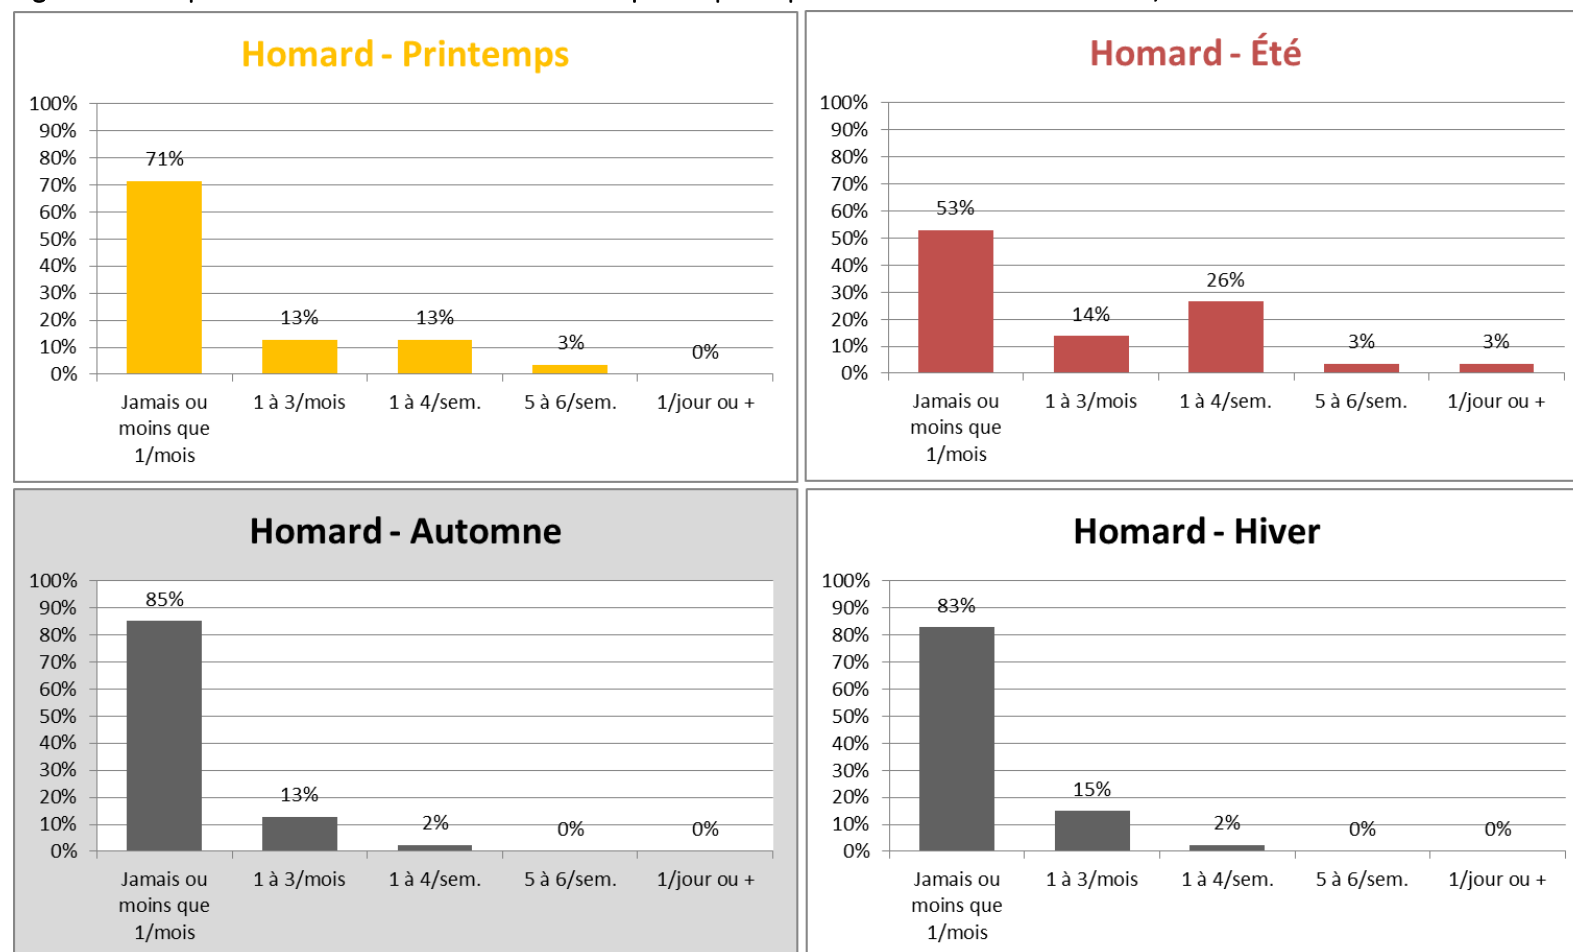 Homard - Printemps
100%
90%
80%
70%
60%
50%
40%
30%
20%
10%
0%
71%
13%
13%
3%
0%
Jamais ou
moins que
1/mois
1 à 3/mois
1 à 4/sem.
5 à 6/sem.
1/jour ou +
Homard - Été
100%
90%
80%
70%
60%
50%
40%
30%
20%
10%
0%
53%
14%
26%
3%
3%
Jamais ou
moins que
1/mois
1 à 3/mois
1 à 4/sem.
5 à 6/sem.
1/jour ou +
Homard - Automne
100%
90%
80%
70%
60%
50%
40%
30%
20%
10%
0%
85%
13%
2%
0%
0%
Jamais ou
moins que
1/mois
1 à 3/mois
1 à 4/sem.
5 à 6/sem.
1/jour ou +
Homard - Hiver
100%
90%
80%
70%
60%
50%
40%
30%
20%
10%
0%
83%
15%
2%
0%
0%
Jamais ou
moins que
1/mois
1 à 3/mois
1 à 4/sem.
5 à 6/sem.
1/jour ou +